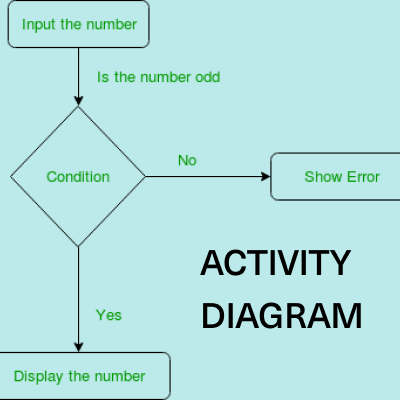 Input the number
Is the number odd
Condition
No
Show Error
ACTIVITY
DIAGRAM
Yes
Display the number